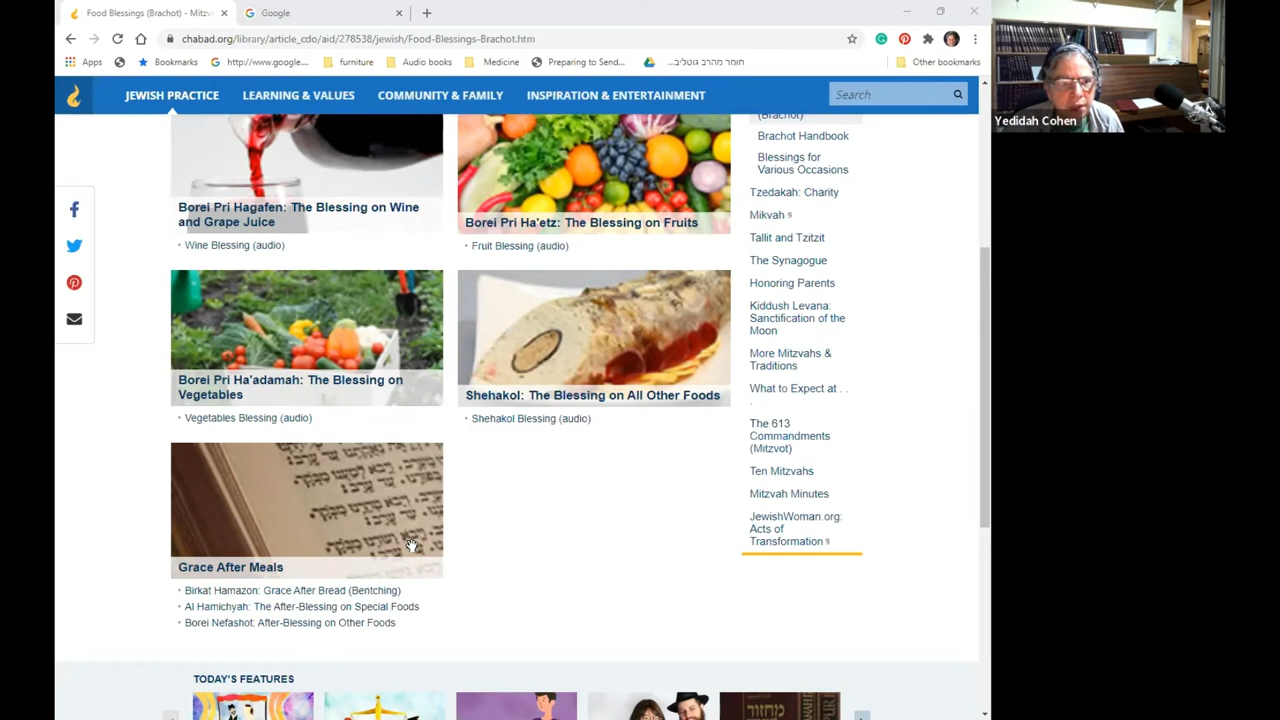 Food Blessings (Brachot) - Mitzv
Google
chabad.org/library/article_cdo/aid/278538/jewish/Food-Blessings-Brachot.htm
Apps
Bookmarks
http://www.google....
furniture
Audio books
Medicine
Preparing to Send...
חומר מהרב גוטליב...
Other bookmarks
JEWISH PRACTICE
LEARNING & VALUES
COMMUNITY & FAMILY
INSPIRATION & ENTERTAINMENT
Search
Yedidah Cohen
Borei Pri Hagafen: The Blessing on Wine
and Grape Juice
Wine Blessing (audio)
Borei Pri Ha'etz: The Blessing on Fruits
Fruit Blessing (audio)
Borei Pri Ha'adamah: The Blessing on
Vegetables
Vegetables Blessing (audio)
Shehakol: The Blessing on All Other Foods
Shehakol Blessing (audio)
Grace After Meals
Birkat Hamazon: Grace After Bread (Bentching)
Al Hamichyah: The After-Blessing on Special Foods
Borei Nefashot: After-Blessing on Other Foods
(Brachot)
Brachot Handbook
Blessings for
Various Occasions
Tzedakah: Charity
Mikvah
Tallit and Tzitzit
The Synagogue
Honoring Parents
Kiddush Levana:
Sanctification of the
Moon
More Mitzvahs &
Traditions
What to Expect at . .
.
The 613
Commandments
(Mitzvot)
Ten Mitzvahs
Mitzvah Minutes
JewishWoman.org:
Acts of
Transformation
TODAY'S FEATURES